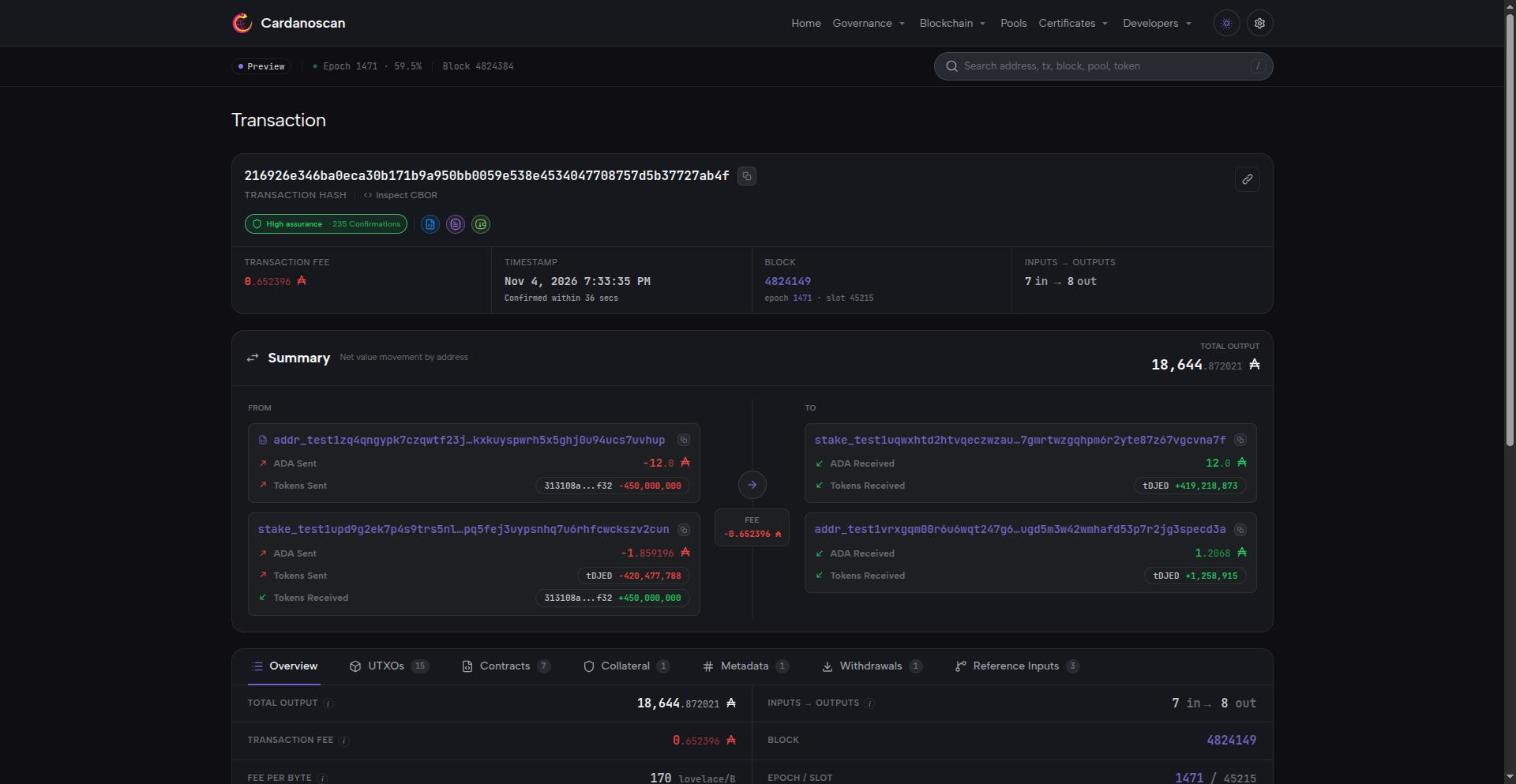 Cardanoscan
Home Governance Blockchain Pools Certificates Developers
Preview Epoch 1471 · 59.5% Block 4824384
Search address, tx, block, pool, token /
Transaction
216926e346ba0eca30b171b9a950bb0059e538e4534047708757d5b37727ab4f
TRANSACTION HASH <> Inspect CBOR
High assurance · 235 Confirmations
TRANSACTION FEE TIMESTAMP BLOCK INPUTS → OUTPUTS
0.652396 ₳ Nov 4, 2026 7:33:35 PM 4824149 7 in → 8 out
Confirmed within 36 secs epoch 1471 · slot 45215
Summary Net value movement by address
TOTAL OUTPUT
18,644.872021 ₳
FROM
addr_test1zq4qngypk7czqwtf23j…kxkuyspwrh5x5ghj0u94ucs7uvhup
ADA Sent -12.0 ₳
Tokens Sent 313108a...f32 -450,000,000
stake_test1upd9g2ek7p4s9trs5nl…pq5fej3uypsnhq7u6rhfcwckszv2cun
ADA Sent -1.859196 ₳
Tokens Sent tDJED -420,477,788
Tokens Received 313108a...f32 +450,000,000
FEE
-0.652396 ₳
TO
stake_test1uqwxhtd2htvqeczwzau…7gmrtwzgqhpm6r2yte87z67vgcvna7f
ADA Received 12.0 ₳
Tokens Received tDJED +419,218,873
addr_test1vrxgqm00r6u6wqt247g6…ugd5m3w42wmhafd53p7r2jg3specd3a
ADA Received 1.2068 ₳
Tokens Received tDJED +1,258,915
Overview UTXOs 15 Contracts 7 Collateral 1 Metadata 1 Withdrawals 1 Reference Inputs 3
TOTAL OUTPUT i 18,644.872021 ₳ INPUTS → OUTPUTS i 7 in → 8 out
TRANSACTION FEE i 0.652396 ₳ BLOCK 4824149
FEE PER BYTE i 170 lovelace/B EPOCH / SLOT 1471 / 45215